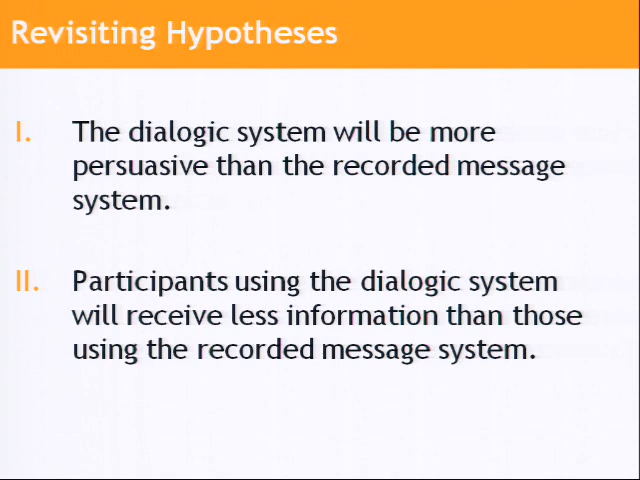 Revisiting Hypotheses
I. The dialogic system will be more
persuasive than the recorded message
system.
II. Participants using the dialogic system
will receive less information than those
using the recorded message system.